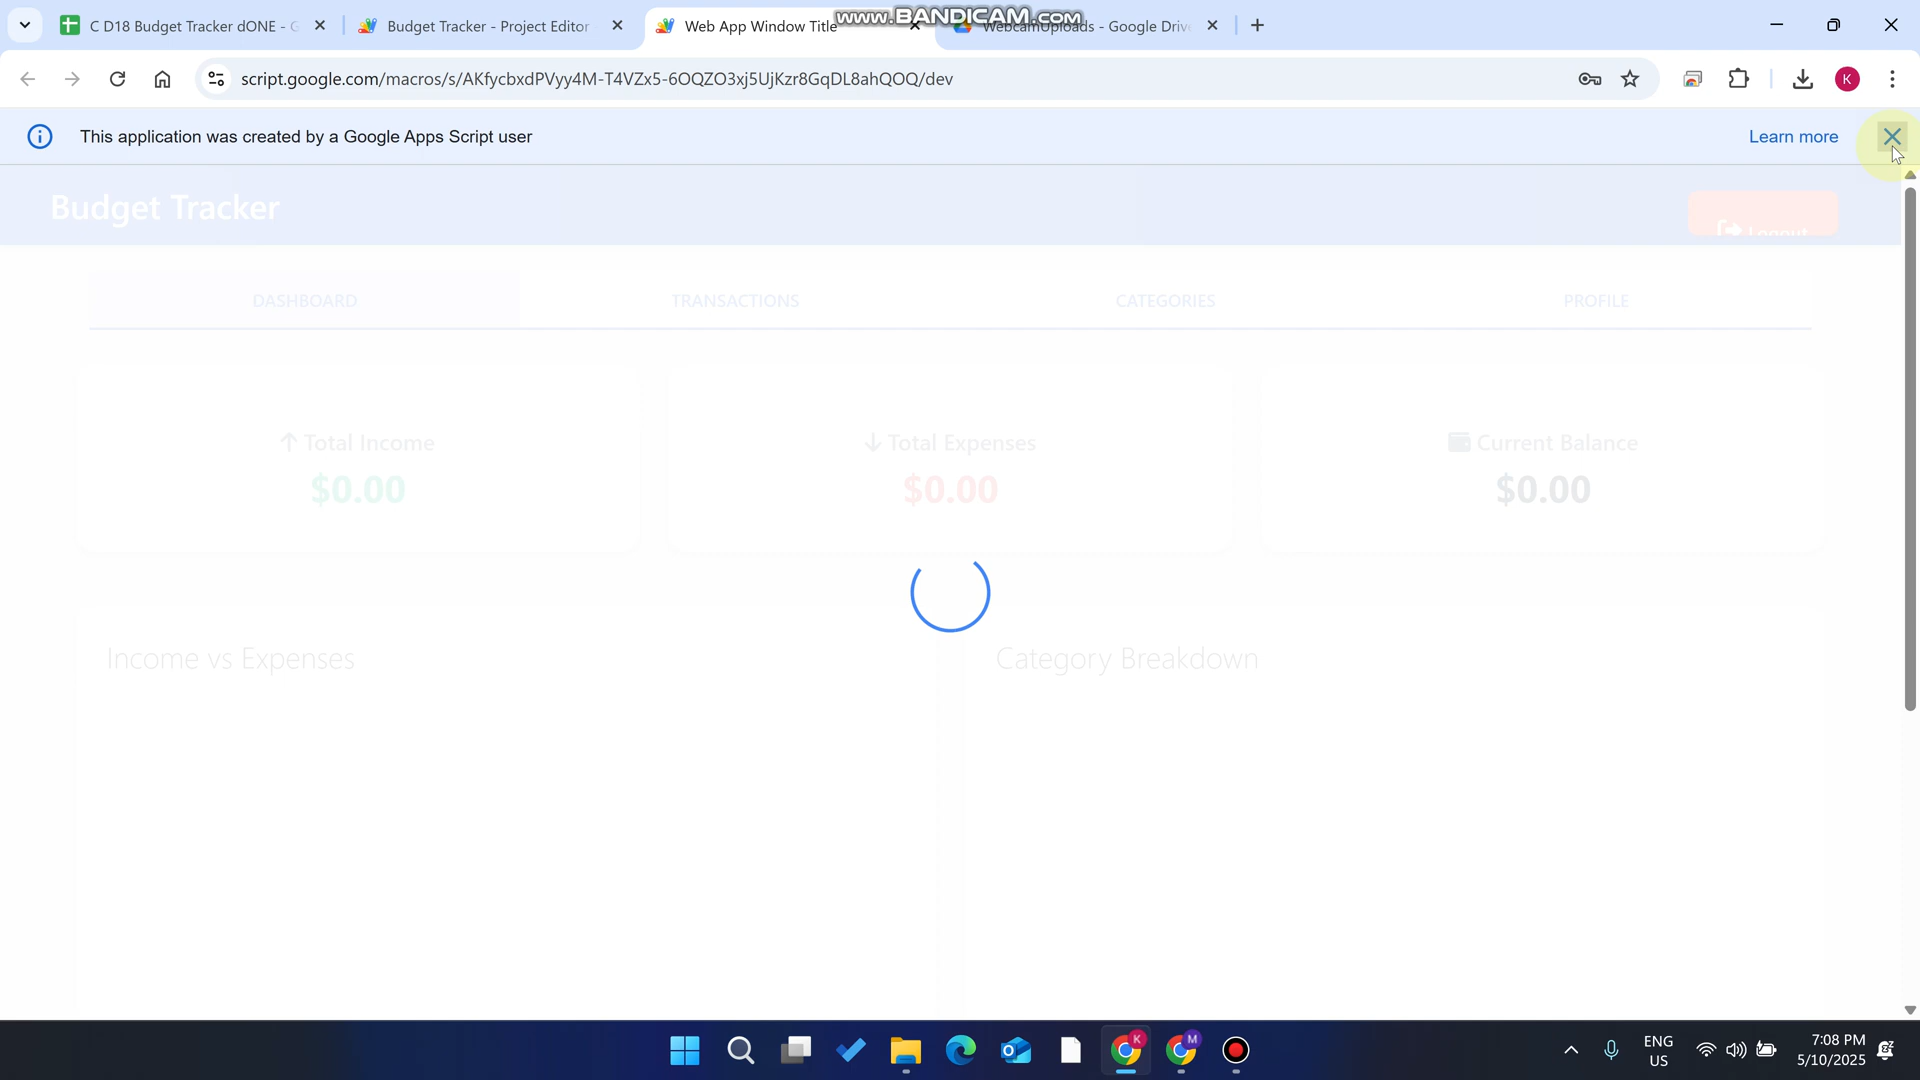 C D18 Budget Tracker dONE - G
Budget Tracker - Project Editor
Web App Window Title
www.BANDICAM.com
WebcamUploads - Google Drive
script.google.com/macros/s/AKfycbxdPVyy4M-T4VZx5-6OQZO3xj5UjKzr8GqDL8ahQOQ/dev
K
This application was created by a Google Apps Script user
Learn more
Budget Tracker
Logout
DASHBOARD
TRANSACTIONS
CATEGORIES
PROFILE
Total Income
$0.00
Total Expenses
$0.00
Current Balance
$0.00
Income vs Expenses
Category Breakdown
K
M
ENG
US
7:08 PM
5/10/2025